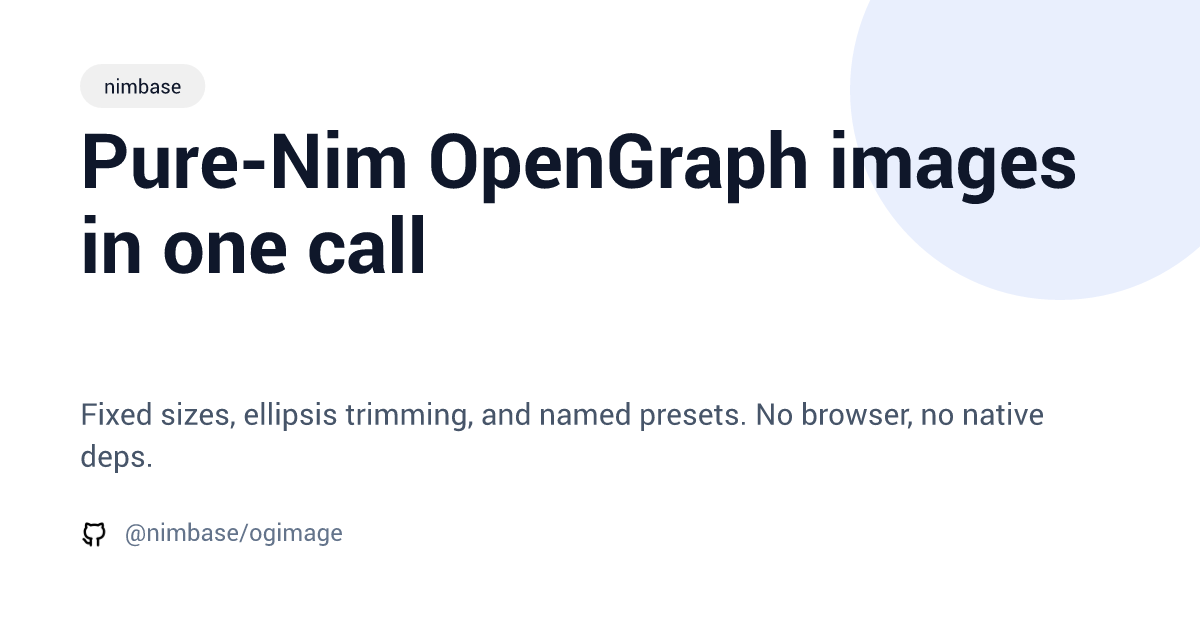 nimbase
Pure-Nim OpenGraph images
in one call
Fixed sizes, ellipsis trimming, and named presets. No browser, no native
deps.
@nimbase/ogimage